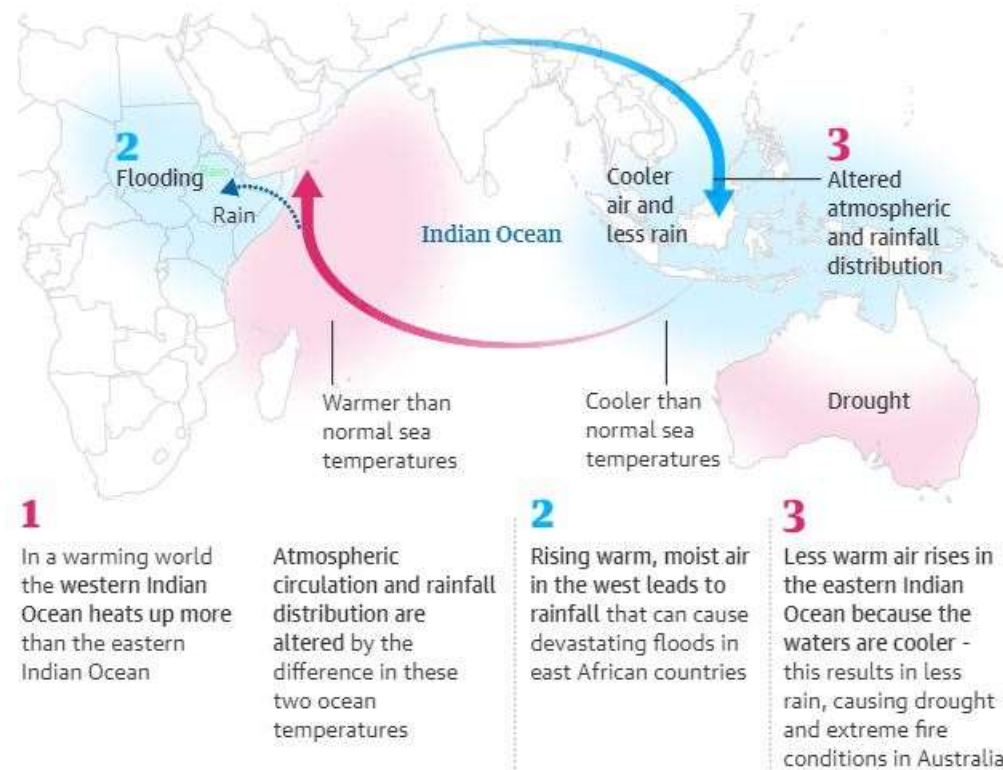 2
Flooding
Rain
Indian Ocean
Cooler
air and
less rain
3
Altered
atmospheric
and rainfall
distribution
Warmer than
normal sea
temperatures
Cooler than
normal sea
temperatures
Drought
1
In a warming world
the western Indian
Ocean heats up more
than the eastern
Indian Ocean
Atmospheric
circulation and rainfall
distribution are
altered by the
difference in these
two ocean
temperatures
2
Rising warm, moist air
in the west leads to
rainfall that can cause
devastating floods in
east African countries
3
Less warm air rises in
the eastern Indian
Ocean because the
waters are cooler -
this results in less
rain, causing drought
and extreme fire
conditions in Australia